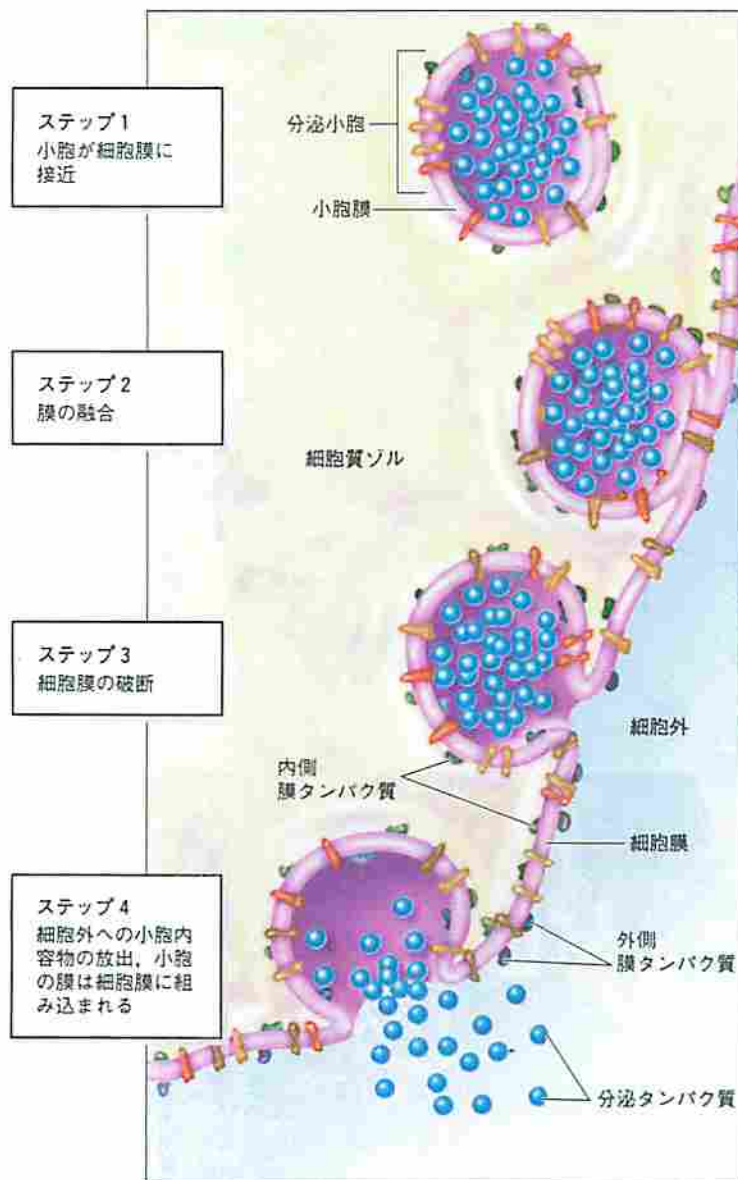 ステップ1
小胞が細胞膜に
接近
分泌小胞
小胞膜
ステップ2
膜の融合
細胞質ゾル
ステップ3
細胞膜の破断
細胞外
内側
膜タンパク質
細胞膜
ステップ4
細胞外への小胞内
容物の放出，小胞
の膜は細胞膜に組
み込まれる
外側
膜タンパク質
分泌タンパク質